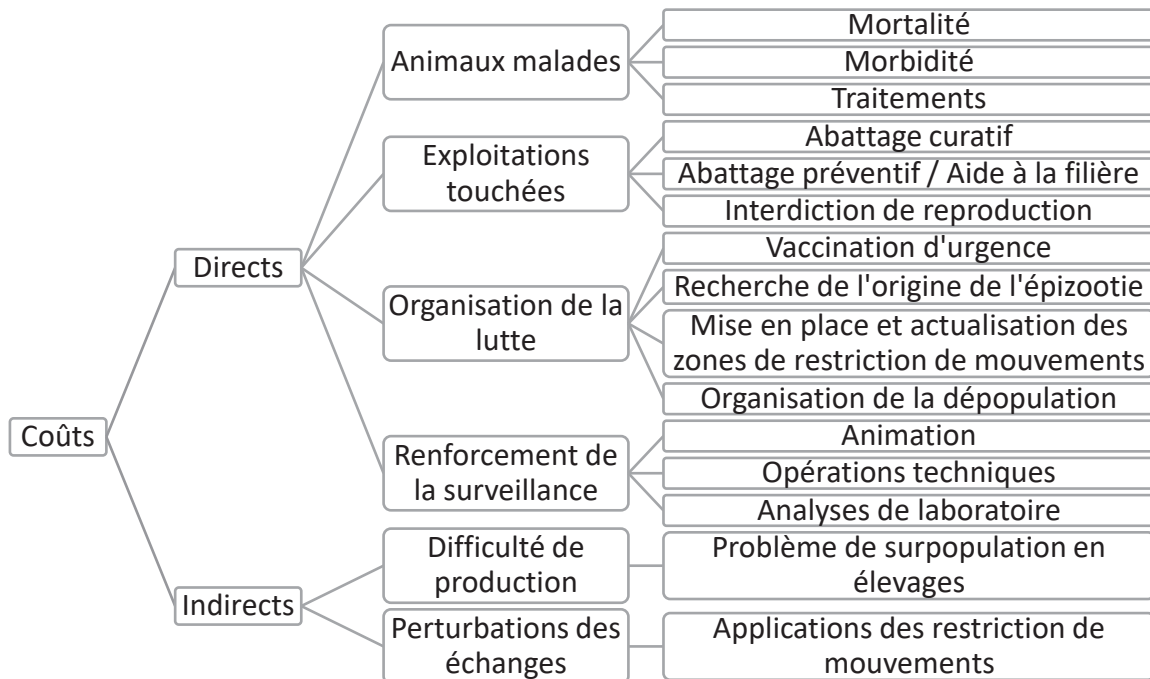 Coûts
Directs
Animaux malades
Mortalité
Morbidité
Traitements
Exploitations
touchées
Abattage curatif
Abattage préventif / Aide à la filière
Interdiction de reproduction
Organisation de la
lutte
Vaccination d'urgence
Recherche de l'origine de l'épizootie
Mise en place et actualisation des
zones de restriction de mouvements
Organisation de la dépopulation
Renforcement de
la surveillance
Animation
Opérations techniques
Analyses de laboratoire
Indirects
Difficulté de
production
Problème de surpopulation en
élevages
Perturbations des
échanges
Applications des restriction de
mouvements